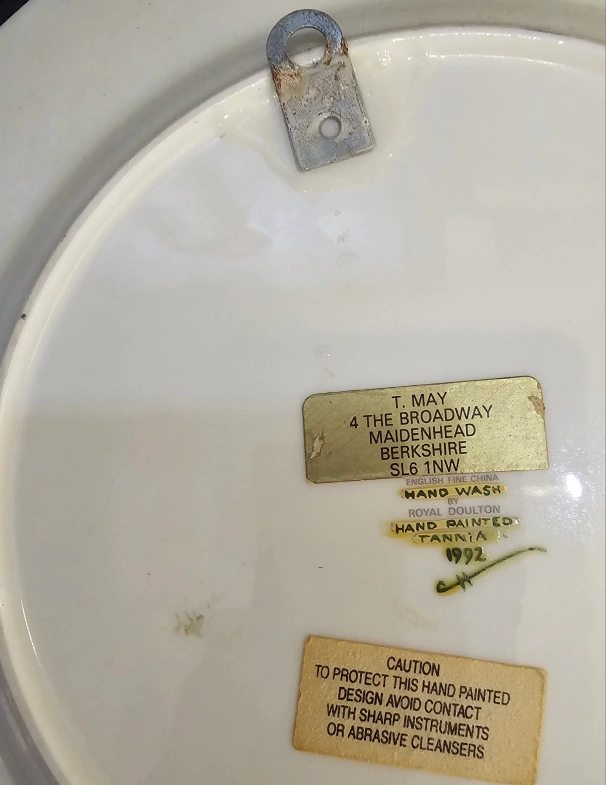 T. MAY
4 THE BROADWAY
MAIDENHEAD
BERKSHIRE
SL6 1NW
ENGLISH FINE CHINA
HAND WASH
BY
ROYAL DOULTON
HAND PAINTED
TANNIA
1992
CAUTION
TO PROTECT THIS HAND PAINTED
DESIGN AVOID CONTACT
WITH SHARP INSTRUMENTS
OR ABRASIVE CLEANSERS